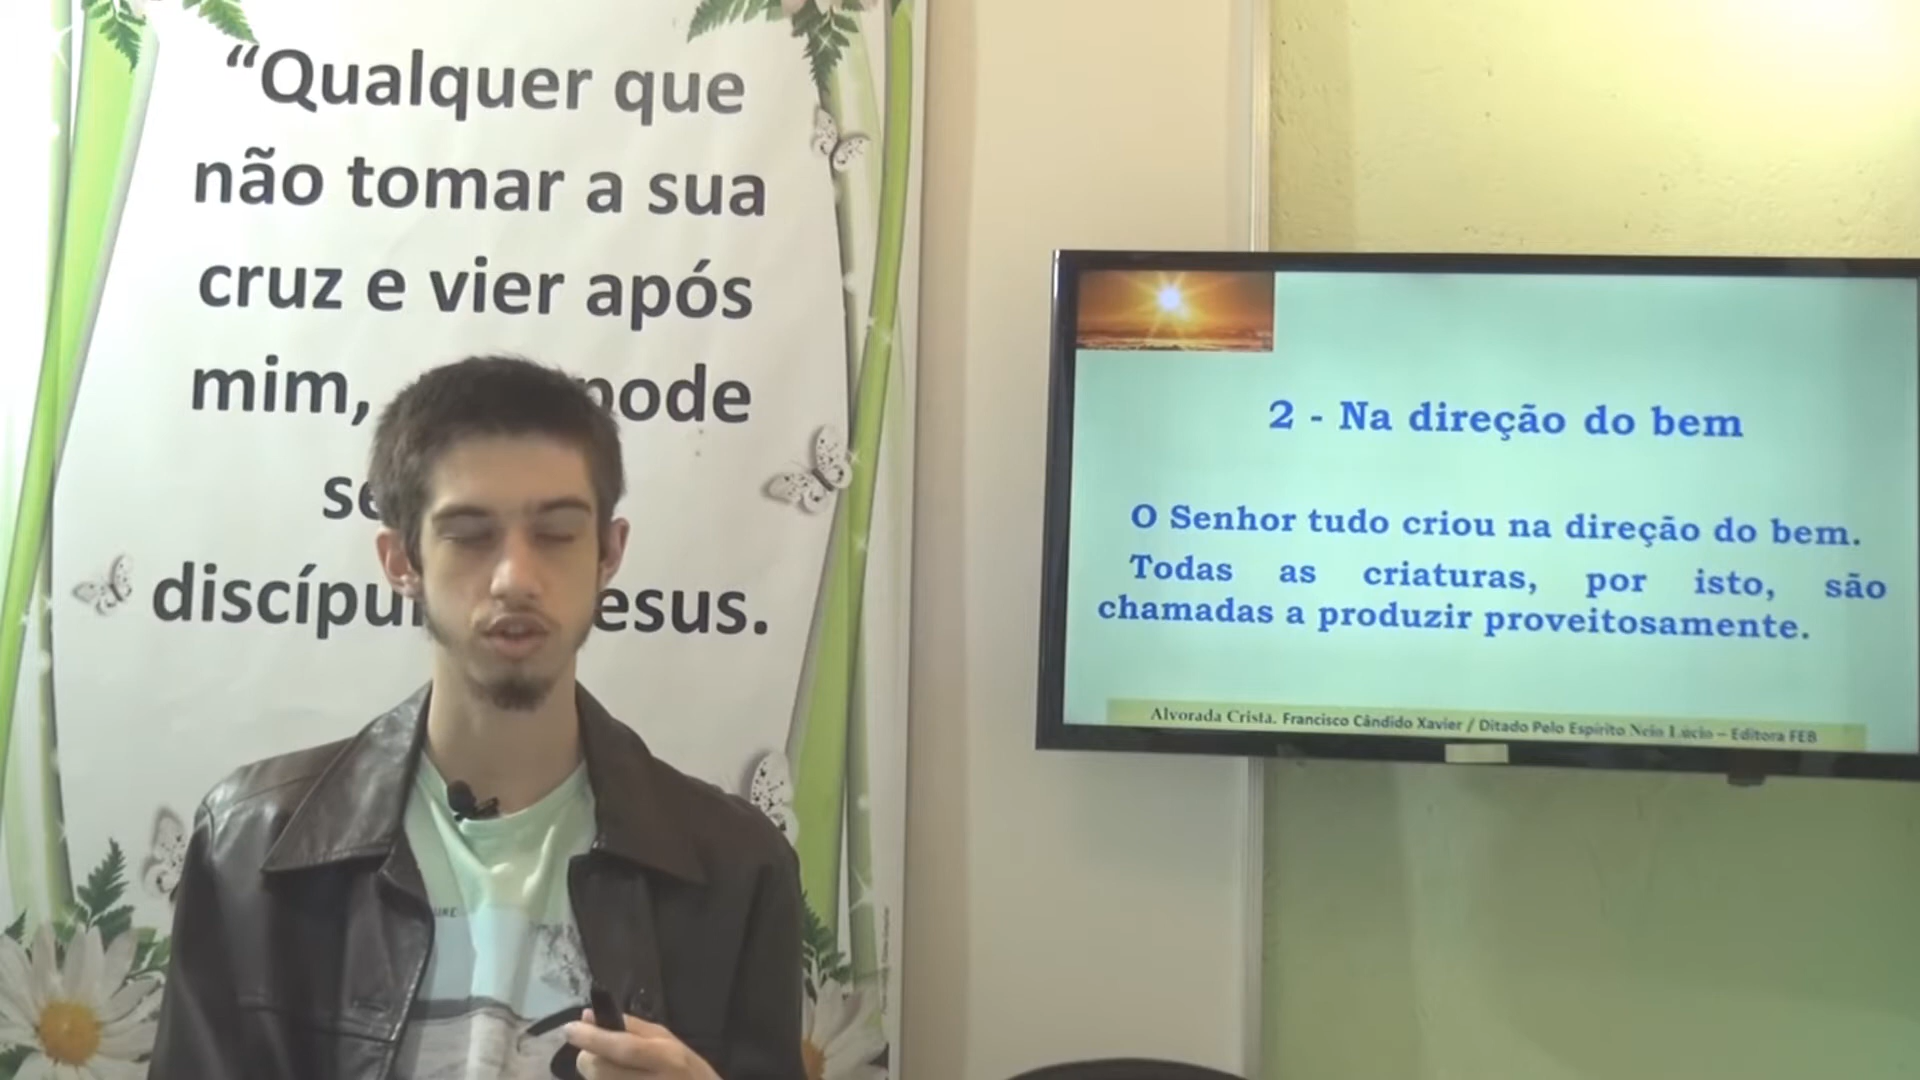 “Qualquer que
não tomar a sua
cruz e vier após
mim, pode
discípu esus.
2 - Na direção do bem
O Senhor tudo criou na direção do bem.
Todas as criaturas, por isto, são
chamadas a produzir proveitosamente.
Alvorada Cristã. Francisco Cândido Xavier / Ditado Pelo Espírito Neio Lúcio – Editora FEB